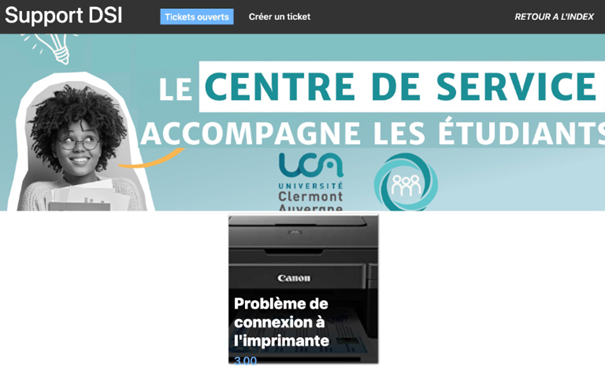 Support DSI
Tickets ouverts
Créer un ticket
RETOUR A L'INDEX
LE CENTRE DE SERVICE
ACCOMPAGNE LES ÉTUDIANTS
UCA
UNIVERSITÉ
Clermont
Auvergne
Canon
Problème de
connexion à
l'imprimante
3.00